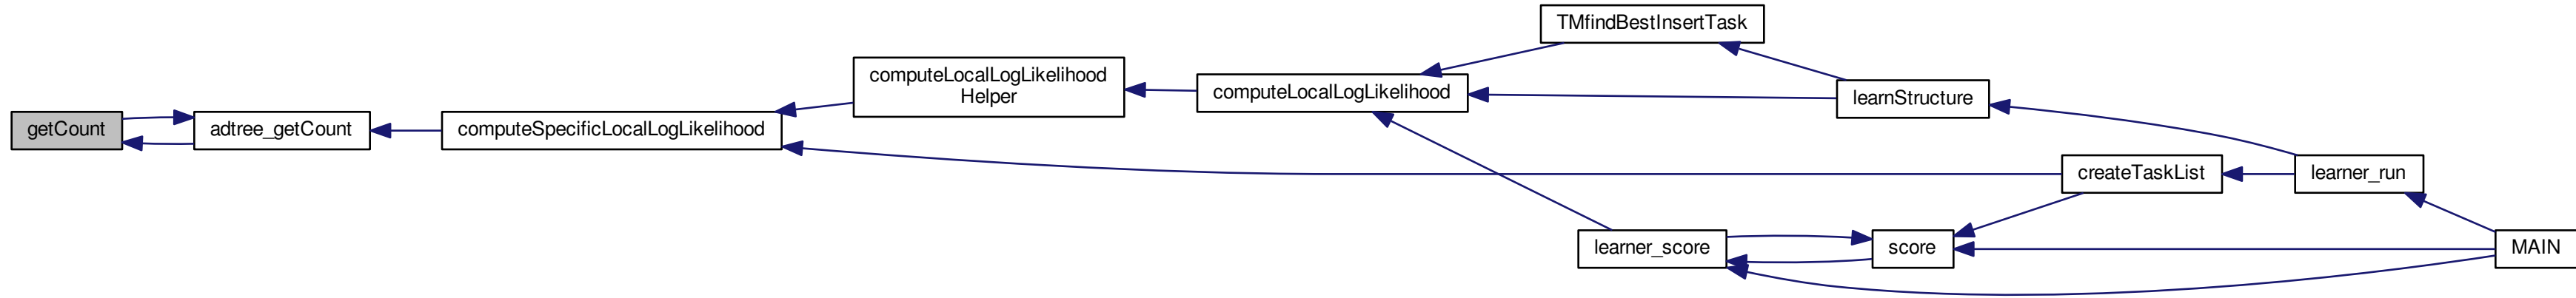 getCount
adtree_getCount
computeSpecificLocalLogLikelihood
computeLocalLogLikelihood
Helper
computeLocalLogLikelihood
TMfindBestInsertTask
learnStructure
createTaskList
learner_run
learner_score
score
MAIN